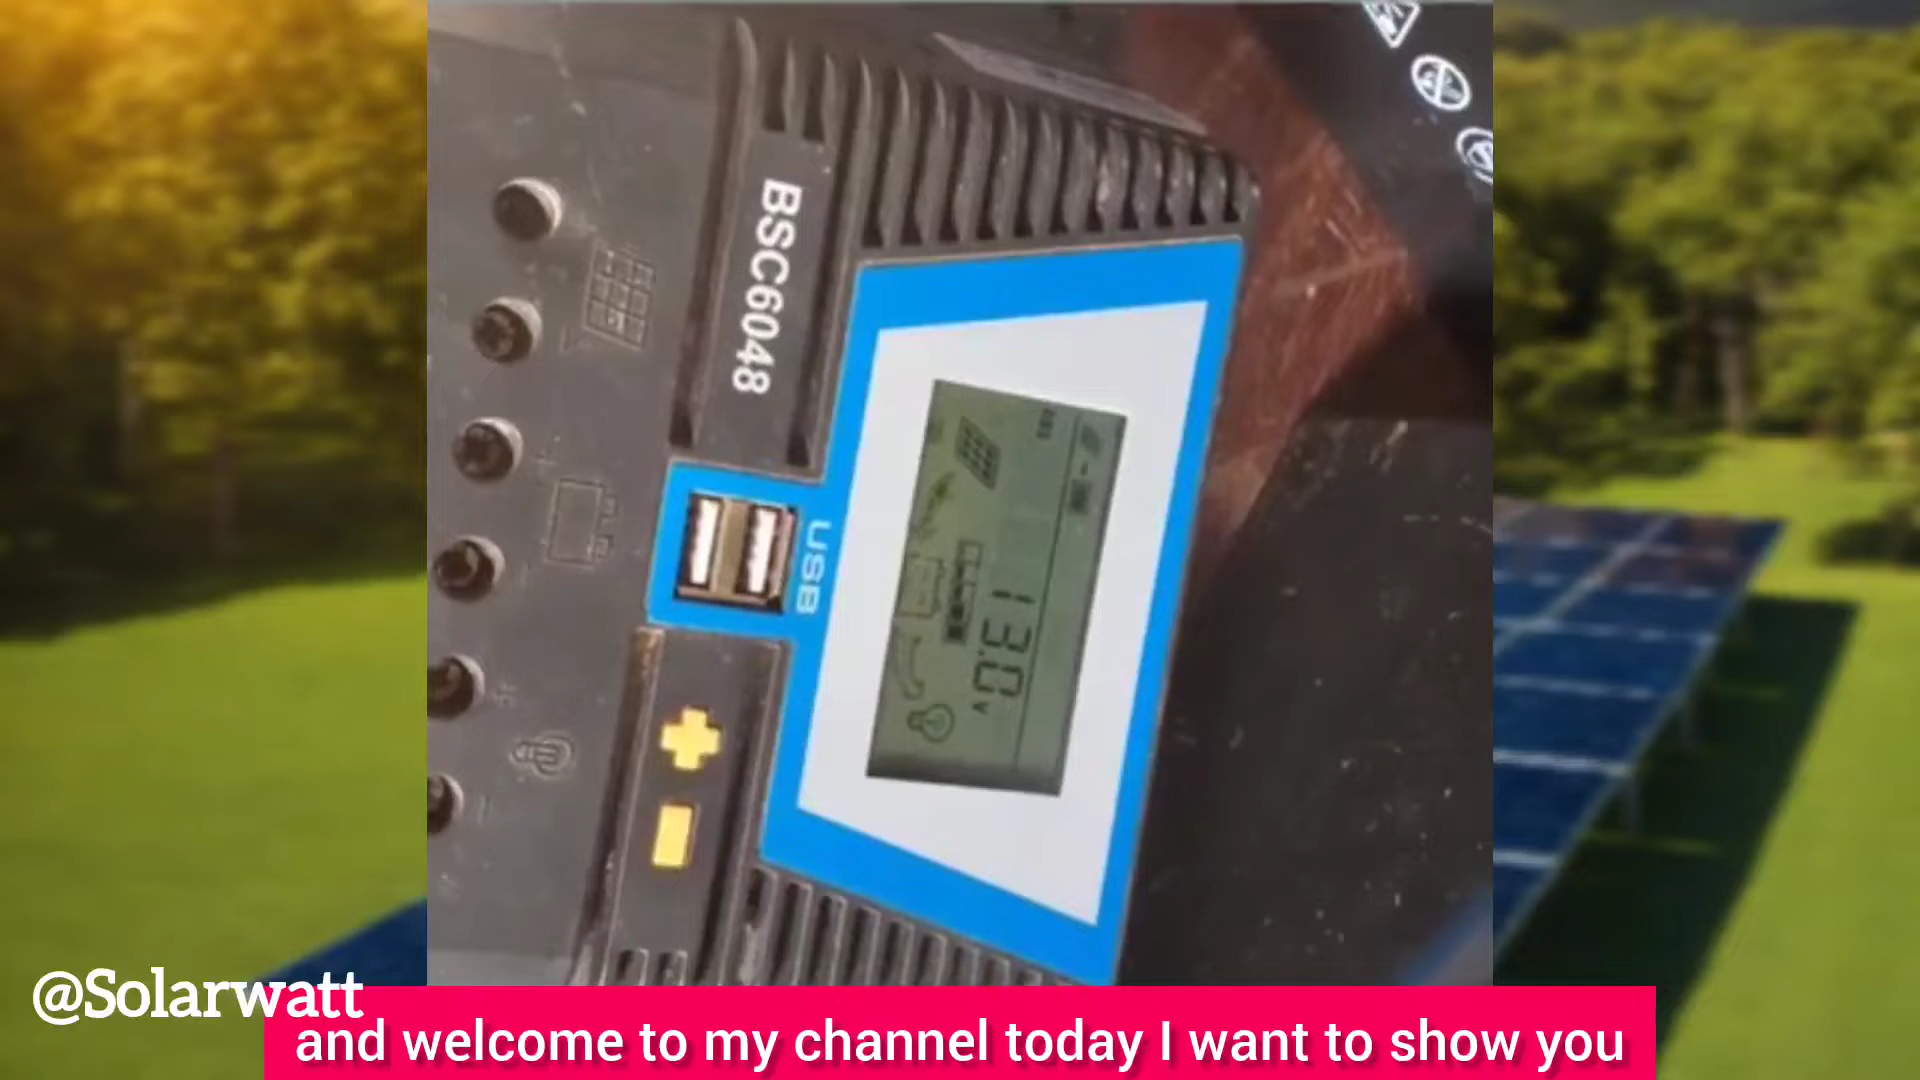 BSC6048
USB
13.0v
@Solarwatt
and welcome to my channel today I want to show you